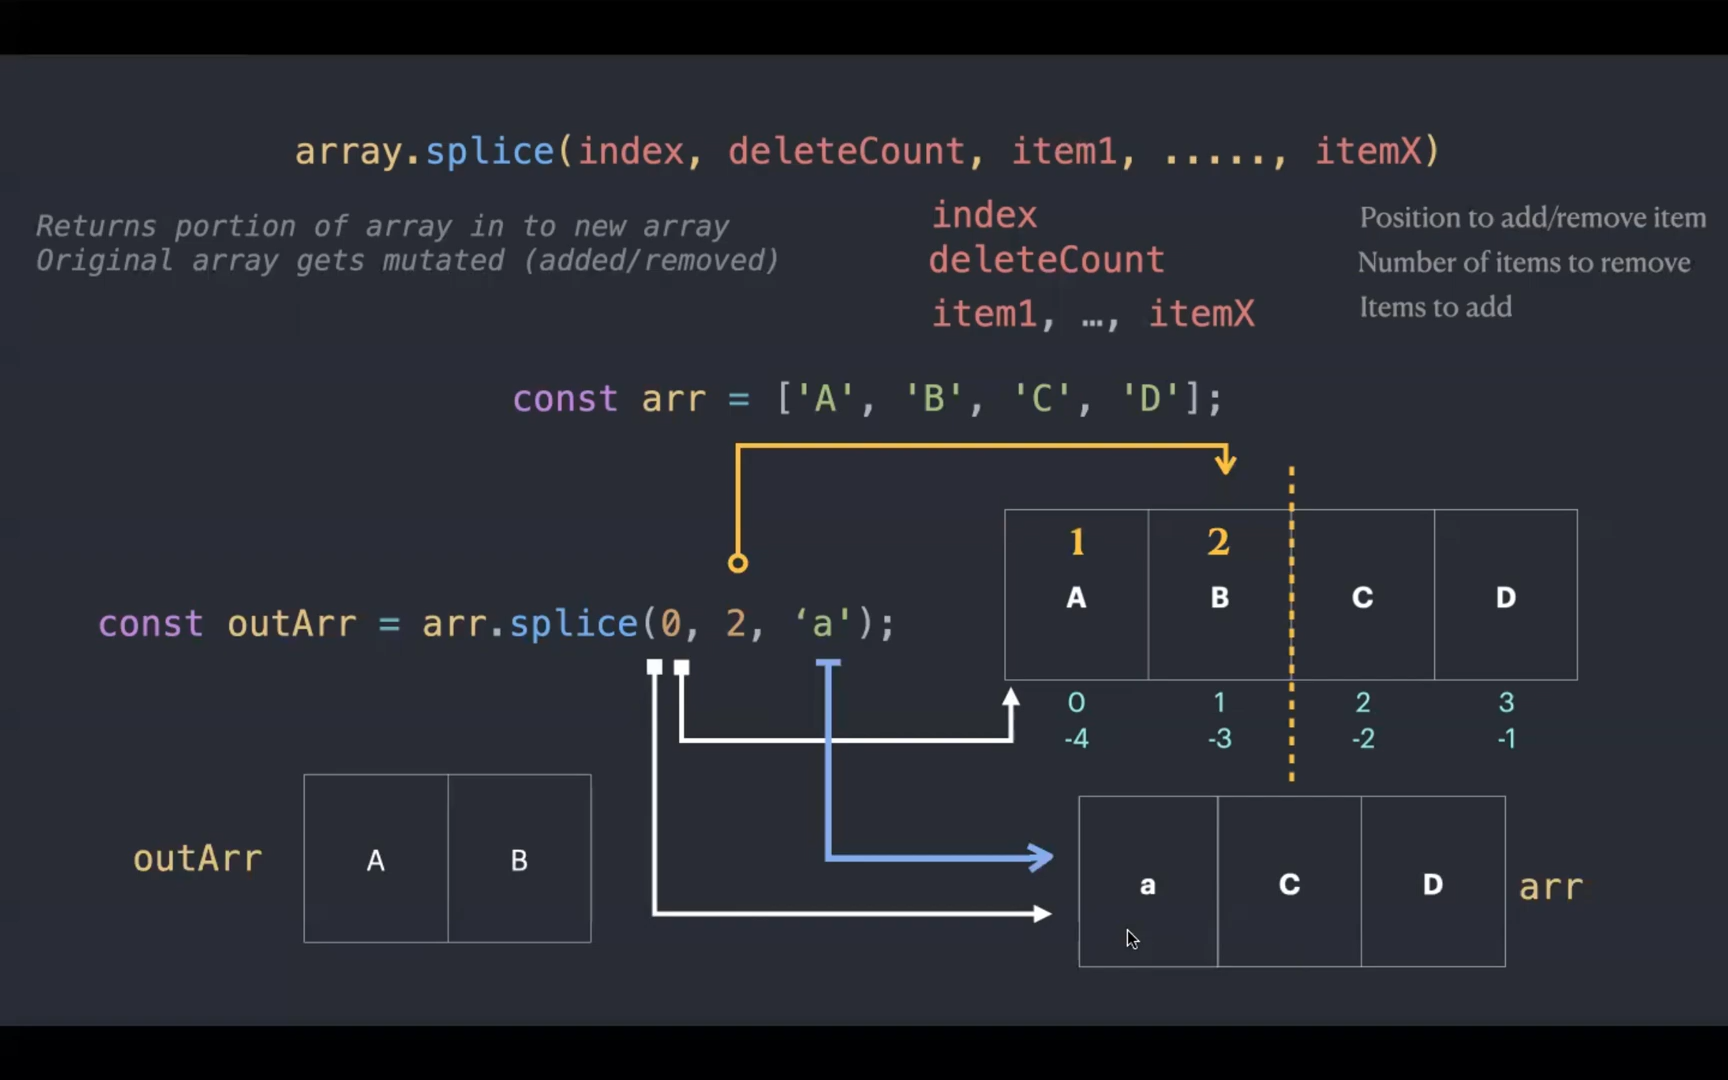 array.splice(index, deleteCount, item1, ....., itemX)
Returns portion of array in to new array
Original array gets mutated (added/removed)
index Position to add/remove item
deleteCount Number of items to remove
item1, …, itemX Items to add
const arr = ['A', 'B', 'C', 'D'];
1 2
A B C D
const outArr = arr.splice(0, 2, ‘a');
0 1 2 3
-4 -3 -2 -1
outArr A B
a C D arr